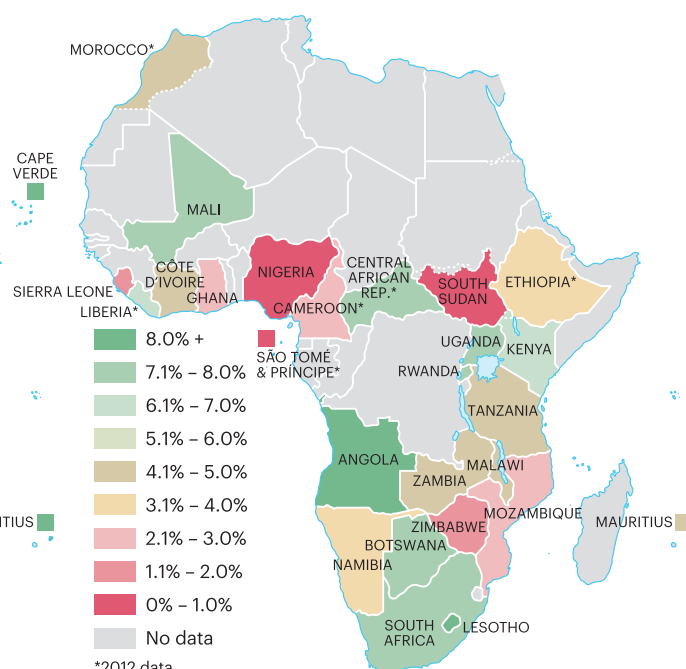 MOROCCO*
CAPE
VERDE
MALI
CÔTE
D'IVOIRE
SIERRA LEONE
LIBERIA*
GHANA
NIGERIA
CAMEROON*
CENTRAL
AFRICAN
REP.*
SOUTH
SUDAN
ETHIOPIA*
SÃO TOMÉ
& PRÍNCIPE*
UGANDA
KENYA
RWANDA
TANZANIA
ANGOLA
ZAMBIA
MALAWI
MOZAMBIQUE
ZIMBABWE
BOTSWANA
NAMIBIA
SOUTH
AFRICA
LESOTHO
MAURITIUS
ITIUS
8.0% +
7.1% – 8.0%
6.1% – 7.0%
5.1% – 6.0%
4.1% – 5.0%
3.1% – 4.0%
2.1% – 3.0%
1.1% – 2.0%
0% – 1.0%
No data
*2012 data